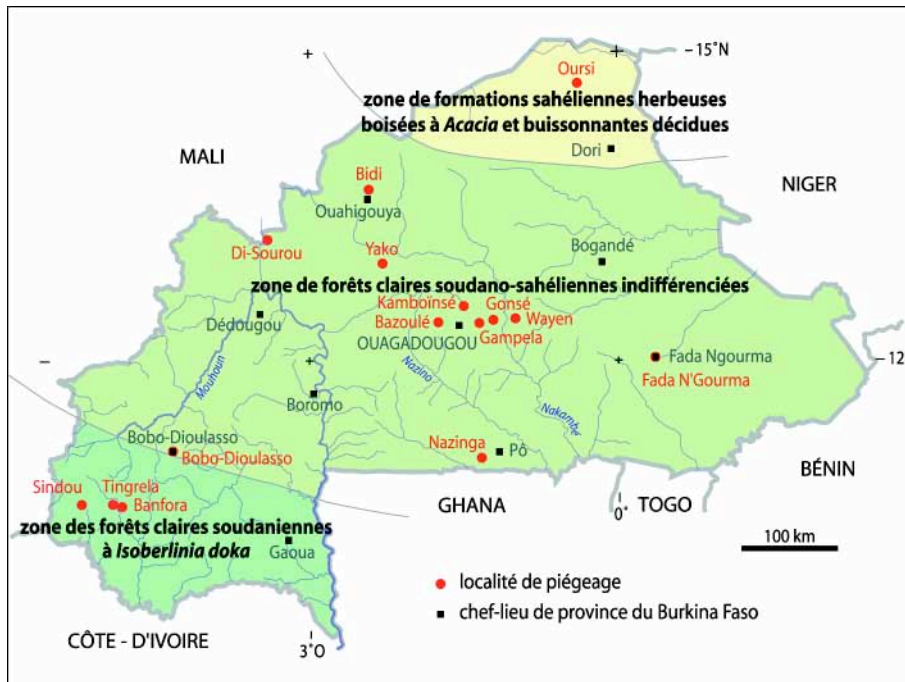 15°N
Oursi
zone de formations sahéliennes herbeuses
boisées à Acacia et buissonnantes décidues
Dori
MALI
NIGER
Bidi
Ouahigouya
Di-Sourou
Yako
Bogandé
zone de forêts claires soudano-sahéliennes indifférenciées
Kamboïnsé
Gonsé
Dédougou
Bazoulé
Wayen
OUAGADOUGOU
Gampela
12
Fada Ngourma
Fada N'Gourma
Mouhoun
Nazino
Boromo
Nakambe
Bobo-Dioulasso
Bobo-Dioulasso
Nazinga
Pô
BÉNIN
Sindou
Tingrela
Banfora
GHANA
0°
TOGO
zone des forêts claires soudaniennes
à Isoberlinia doka
Gaoua
100 km
localité de piégeage
chef-lieu de province du Burkina Faso
CÔTE - D'IVOIRE
3°O